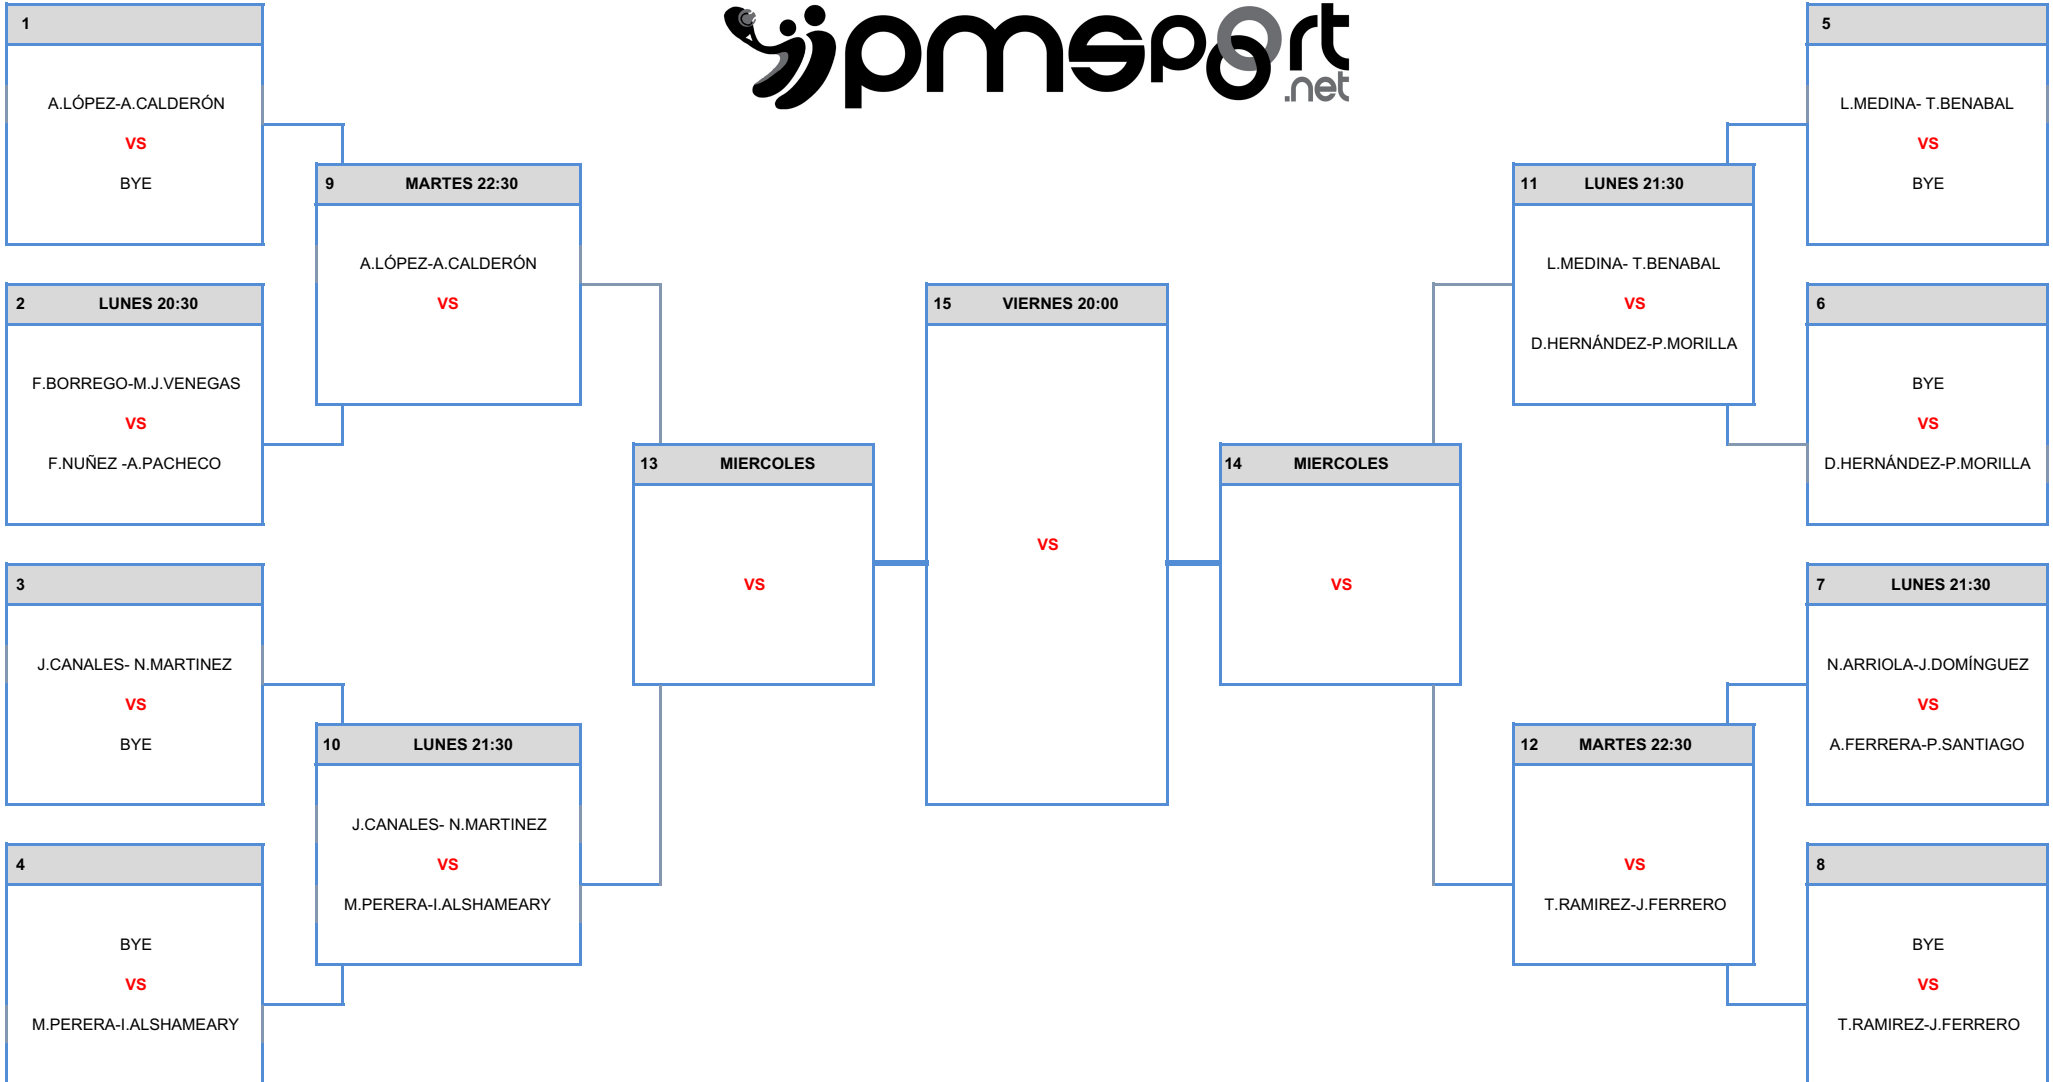 pmsport
.net
1
A.LÓPEZ-A.CALDERÓN
VS
BYE
2 LUNES 20:30
F.BORREGO-M.J.VENEGAS
VS
F.NUÑEZ -A.PACHECO
3
J.CANALES- N.MARTINEZ
VS
BYE
4
BYE
VS
M.PERERA-I.ALSHAMEARY
9 MARTES 22:30
A.LÓPEZ-A.CALDERÓN
VS
10 LUNES 21:30
J.CANALES- N.MARTINEZ
VS
M.PERERA-I.ALSHAMEARY
13 MIERCOLES
VS
15 VIERNES 20:00
VS
14 MIERCOLES
VS
11 LUNES 21:30
L.MEDINA- T.BENABAL
VS
D.HERNÁNDEZ-P.MORILLA
12 MARTES 22:30
VS
T.RAMIREZ-J.FERRERO
5
L.MEDINA- T.BENABAL
VS
BYE
6
BYE
VS
D.HERNÁNDEZ-P.MORILLA
7 LUNES 21:30
N.ARRIOLA-J.DOMÍNGUEZ
VS
A.FERRERA-P.SANTIAGO
8
BYE
VS
T.RAMIREZ-J.FERRERO